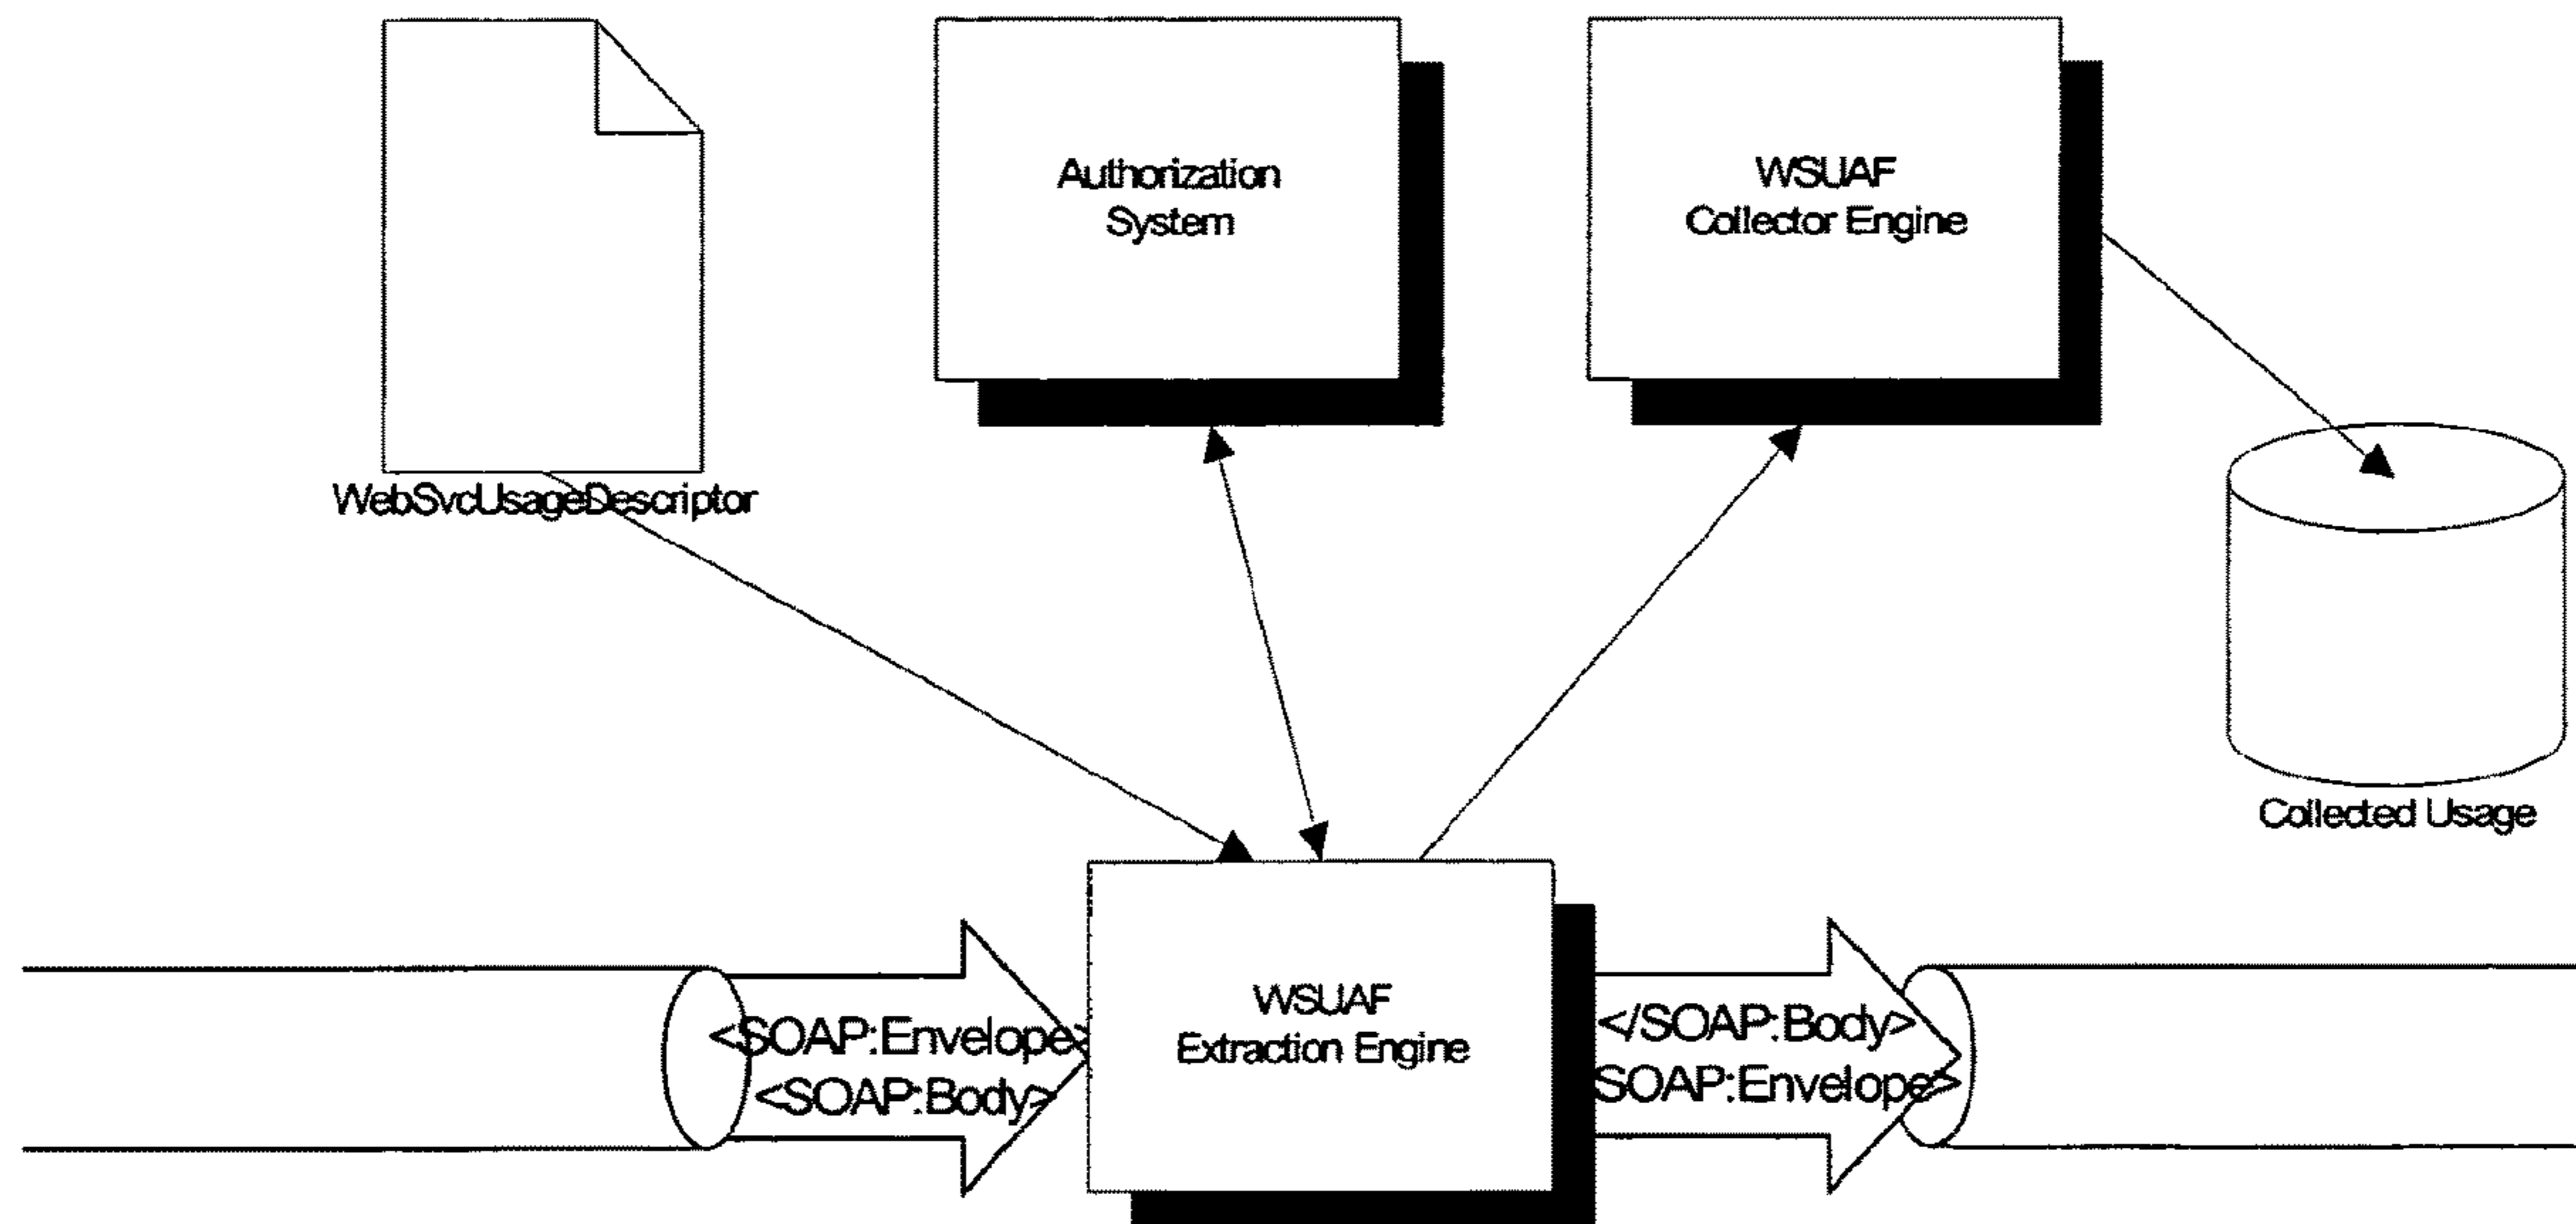 Authorization
System
WSUAF
Collector Engine
WebSvcUsageDescriptor
Collected Usage
WSUAF
Extraction Engine
<SOAP:Envelope>
<SOAP:Body>
</SOAP:Body>
SOAP:Envelope>